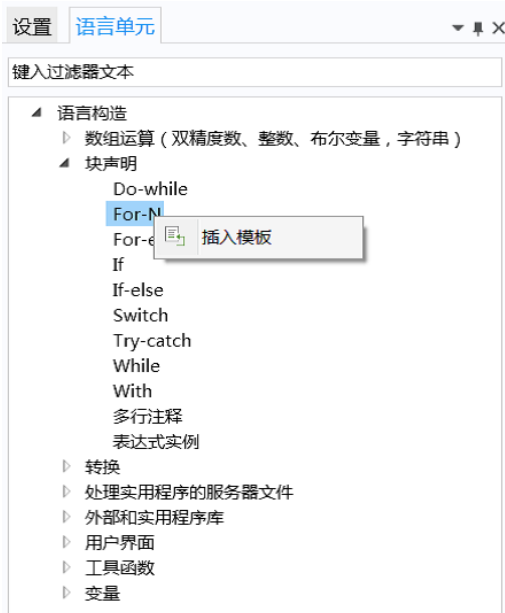 设置 语言单元
键入过滤器文本
语言构造
数组运算（双精度数、整数、布尔变量，字符串）
块声明
Do-while
For-N
插入模板
For-e
If
If-else
Switch
Try-catch
While
With
多行注释
表达式实例
转换
处理实用程序的服务器文件
外部和实用程序库
用户界面
工具函数
变量